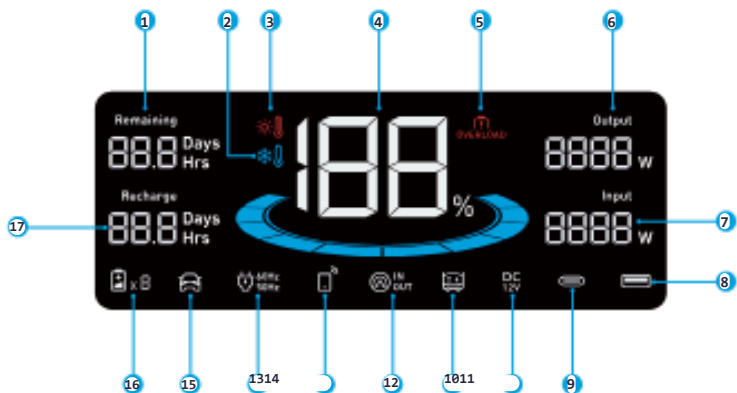 1 2 3 4 5 6
Remaining
88.8 Days
Hrs
188 %
OVERLOAD
Output
8888 W
Recharge
88.8 Days
Hrs
Input
8888 W
17
7
x 8
60Hz
50Hz
IN
OUT
DC
12V
8
16 15 1314 12 1011 9